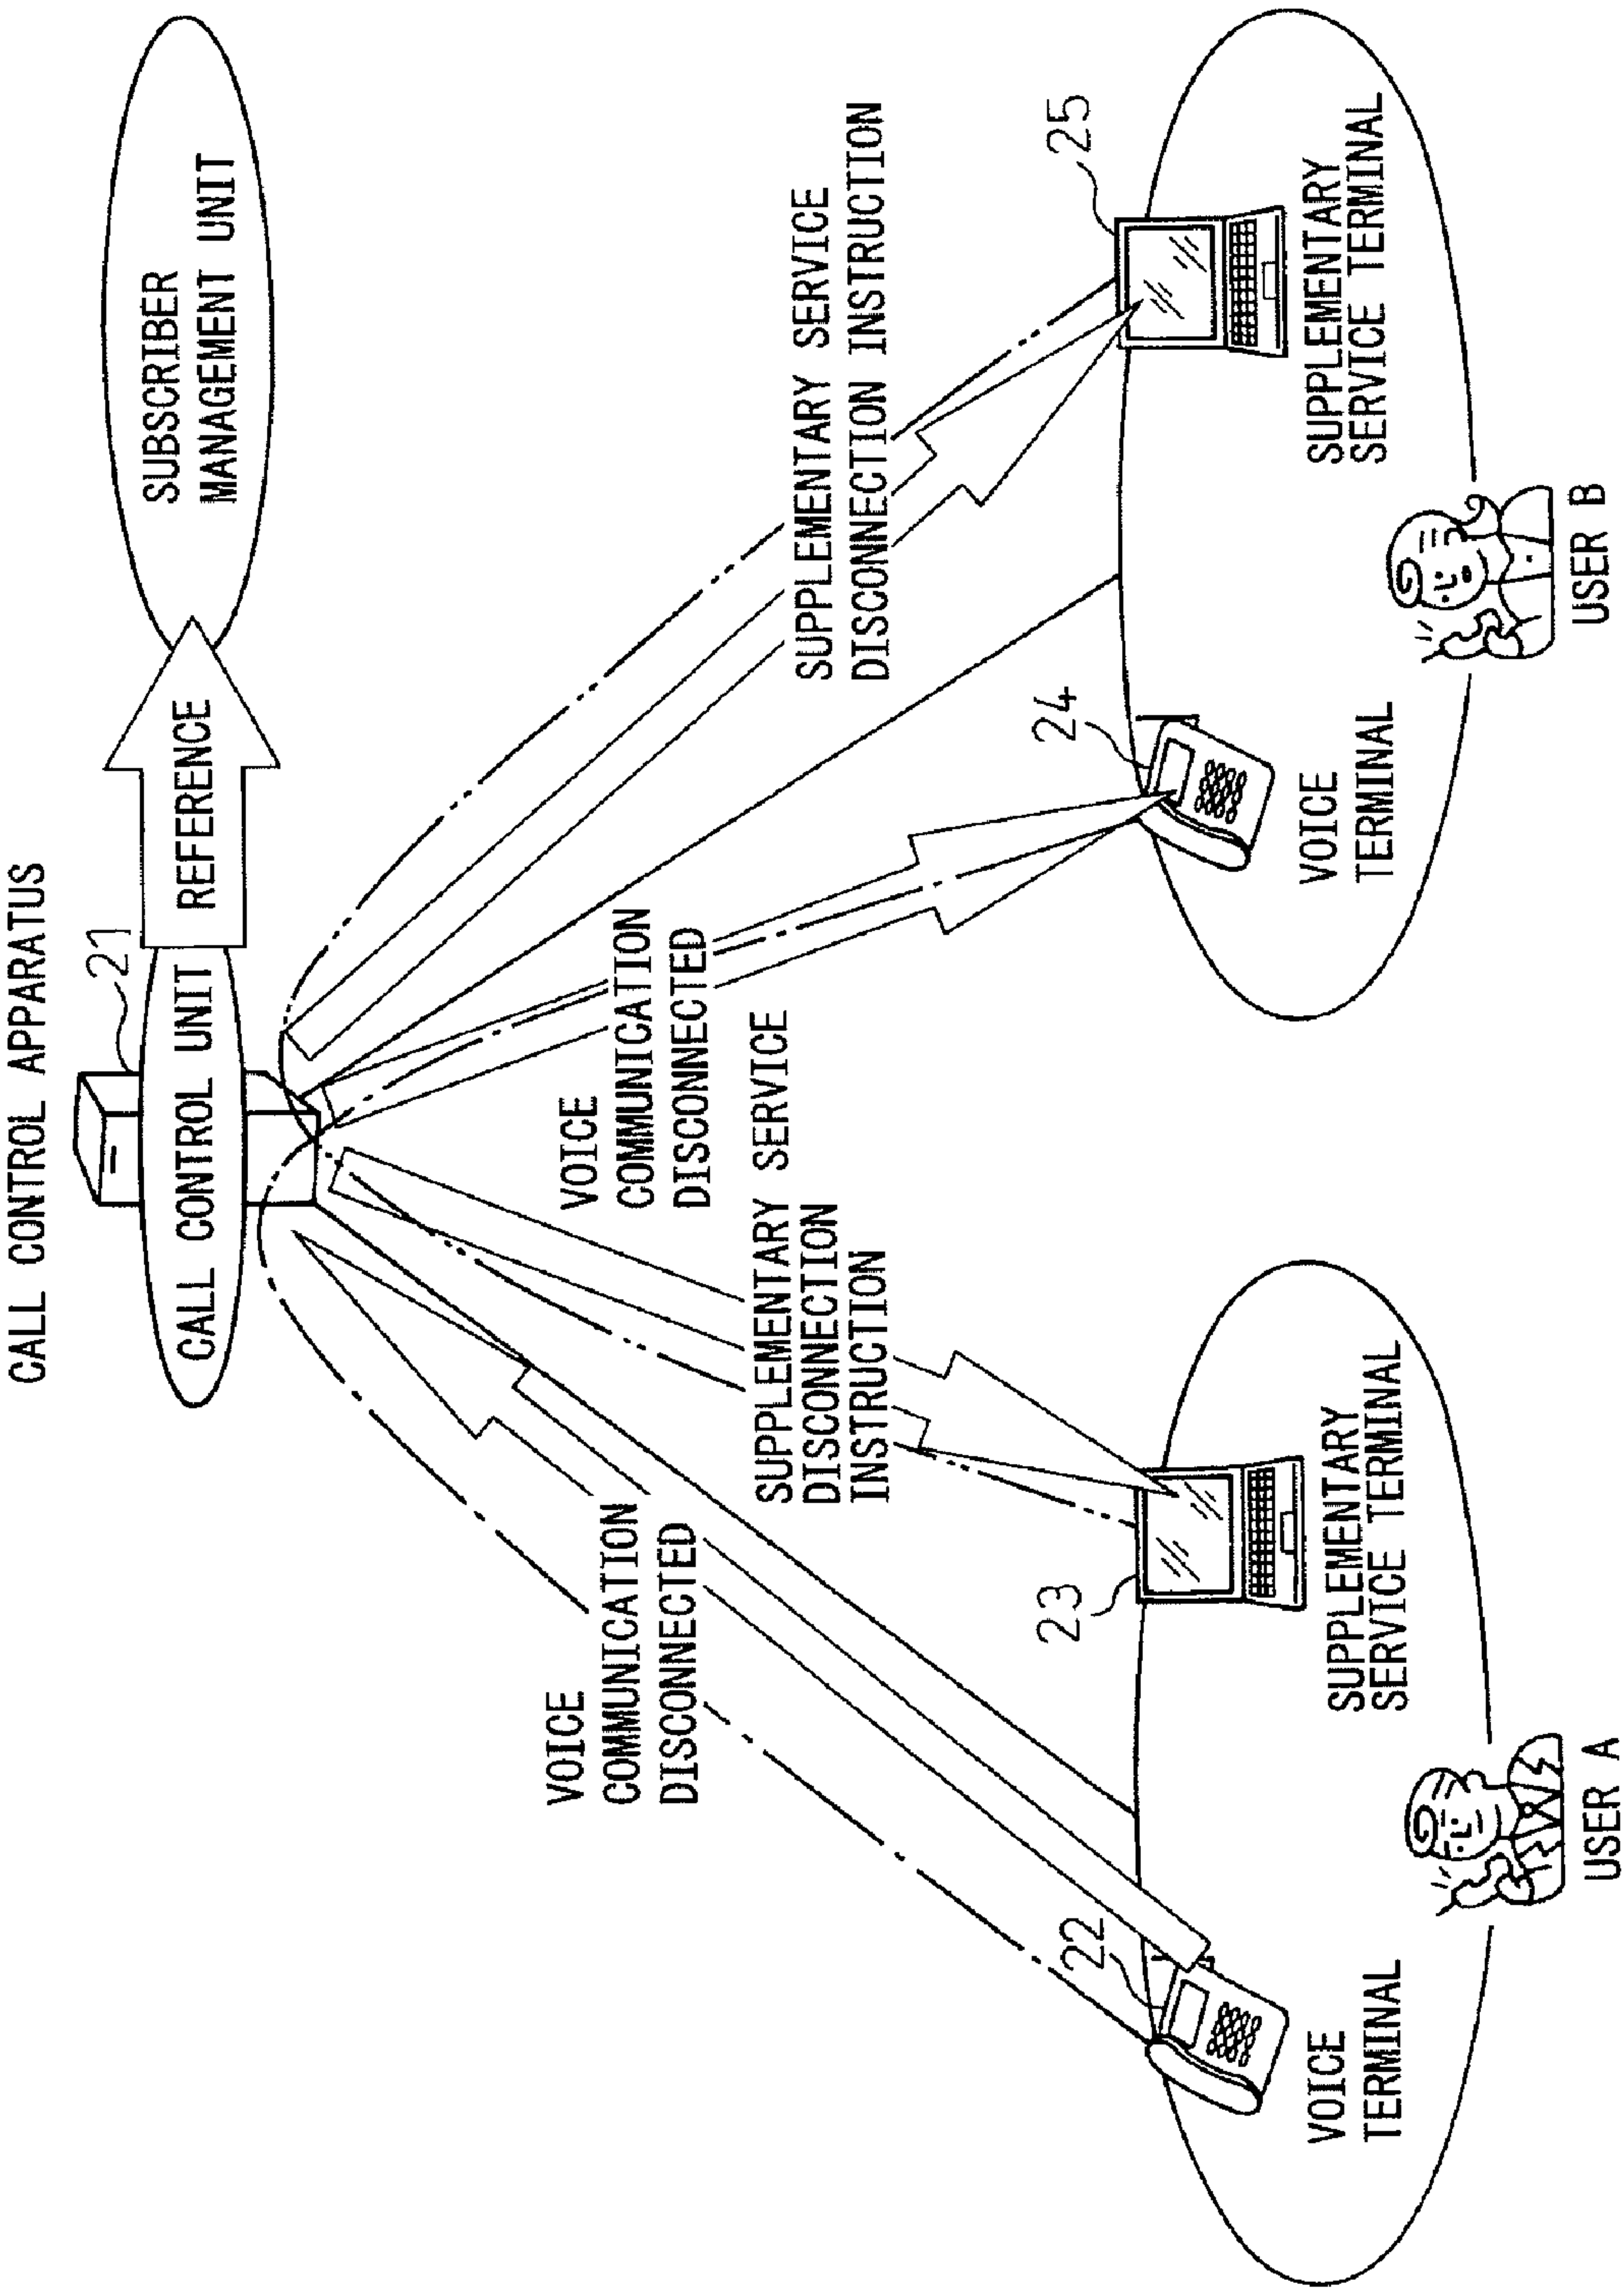 CALL CONTROL APPARATUS
21
CALL CONTROL UNIT
REFERENCE
SUBSCRIBER
MANAGEMENT UNIT
VOICE
COMMUNICATION
DISCONNECTED
SUPPLEMENTARY SERVICE
DISCONNECTION
INSTRUCTION
VOICE
COMMUNICATION
DISCONNECTED
SUPPLEMENTARY SERVICE
DISCONNECTION INSTRUCTION
22
VOICE
TERMINAL
23
SUPPLEMENTARY
SERVICE TERMINAL
USER A
24
VOICE
TERMINAL
25
SUPPLEMENTARY
SERVICE TERMINAL
USER B